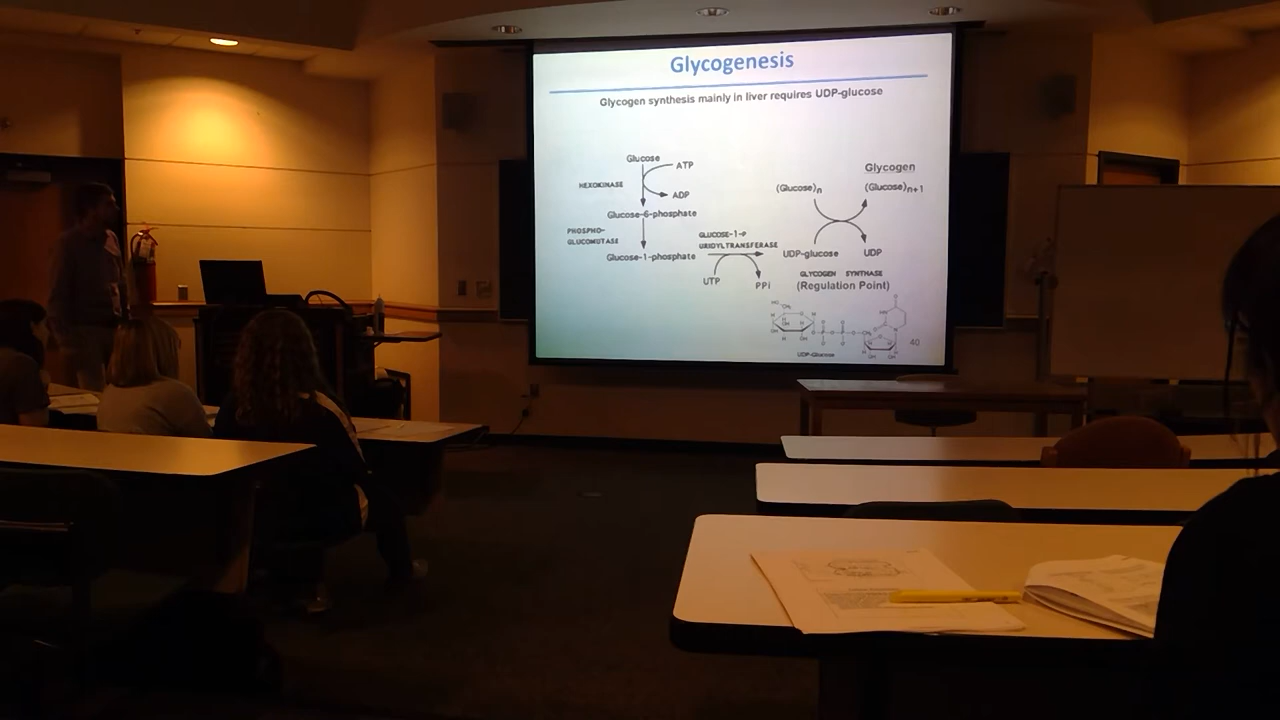 Glycogenesis
Glycogen synthesis mainly in liver requires UDP-glucose
Glucose
ATP
HEXOKINASE
ADP
Glucose-6-phosphate
PHOSPHO-
GLUCOMUTASE
Glucose-1-phosphate
GLUCOSE-1-P
URIDYLTRANSFERASE
UTP
PPi
Glycogen
(Glucose)n
(Glucose)n+1
UDP-glucose
UDP
GLYCOGEN SYNTHASE
(Regulation Point)
UDP-Glucose
40